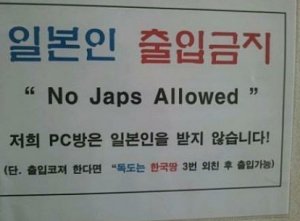 일본인 출입금지
“ No Japs Allowed ”
저희 PC방은 일본인을 받지 않습니다!
(단. 출입코져 한다면 “독도는 한국땅 3번 외친 후 출입가능)